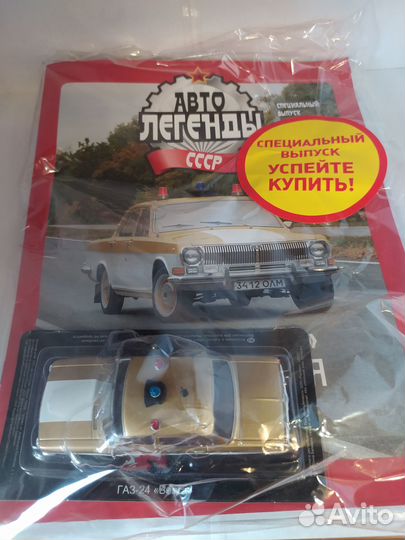 АВТО
ЛЕГЕНДЫ
СССР
СПЕЦИАЛЬНЫЙ
ВЫПУСК
СПЕЦИАЛЬНЫЙ
ВЫПУСК
УСПЕЙТЕ
КУПИТЬ!
3412 ОЛМ
ГАЗ-24
Avito